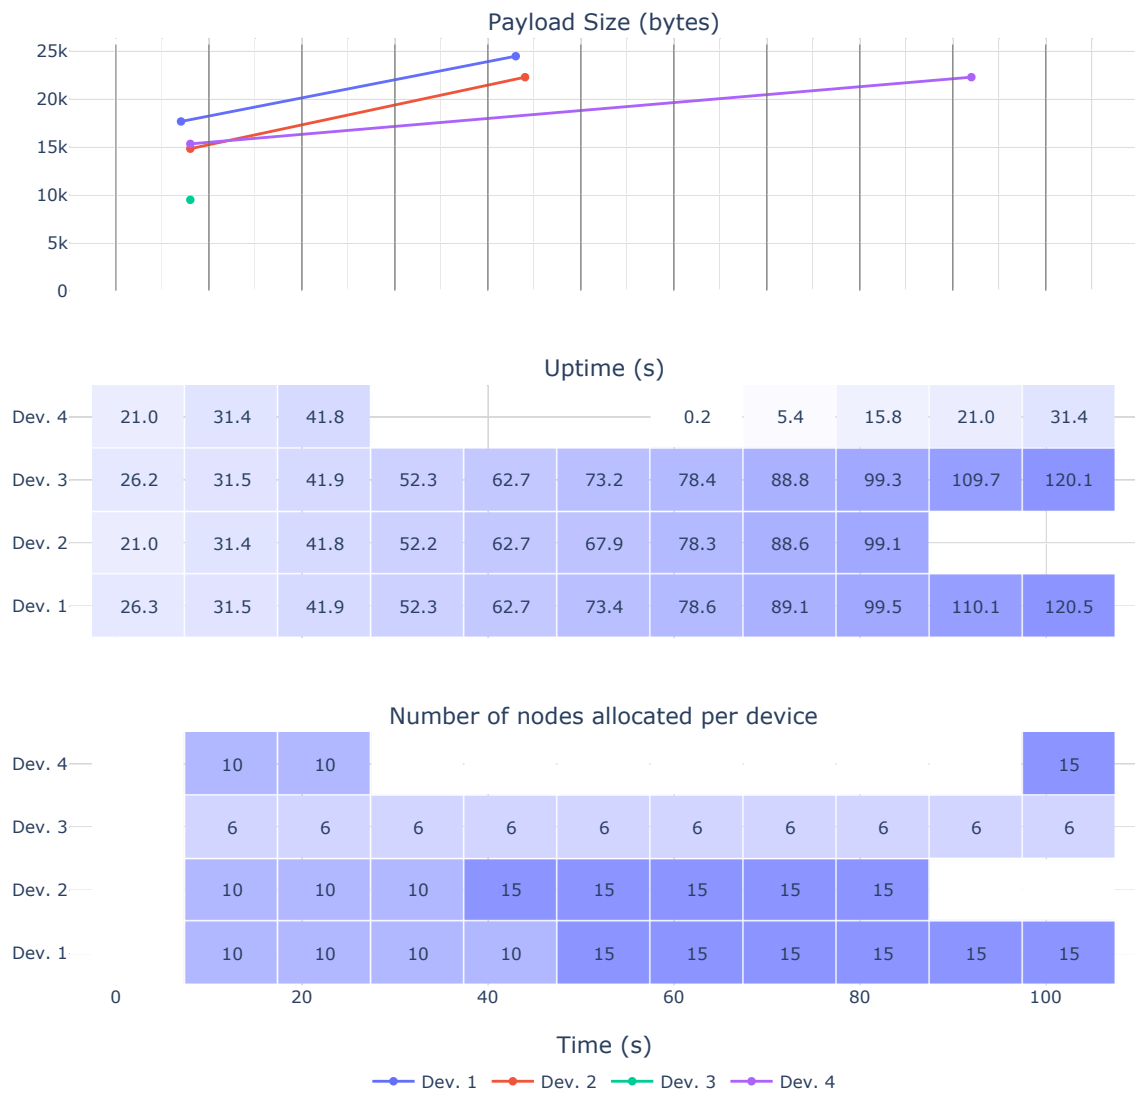 Payload Size (bytes)
25k
20k
15k
10k
5k
0
Uptime (s)
Dev. 4 21.0 31.4 41.8 0.2 5.4 15.8 21.0 31.4
Dev. 3 26.2 31.5 41.9 52.3 62.7 73.2 78.4 88.8 99.3 109.7 120.1
Dev. 2 21.0 31.4 41.8 52.2 62.7 67.9 78.3 88.6 99.1
Dev. 1 26.3 31.5 41.9 52.3 62.7 73.4 78.6 89.1 99.5 110.1 120.5
Number of nodes allocated per device
Dev. 4 10 10 15
Dev. 3 6 6 6 6 6 6 6 6 6 6
Dev. 2 10 10 10 15 15 15 15 15
Dev. 1 10 10 10 10 15 15 15 15 15 15
0 20 40 60 80 100
Time (s)
Dev. 1 Dev. 2 Dev. 3 Dev. 4